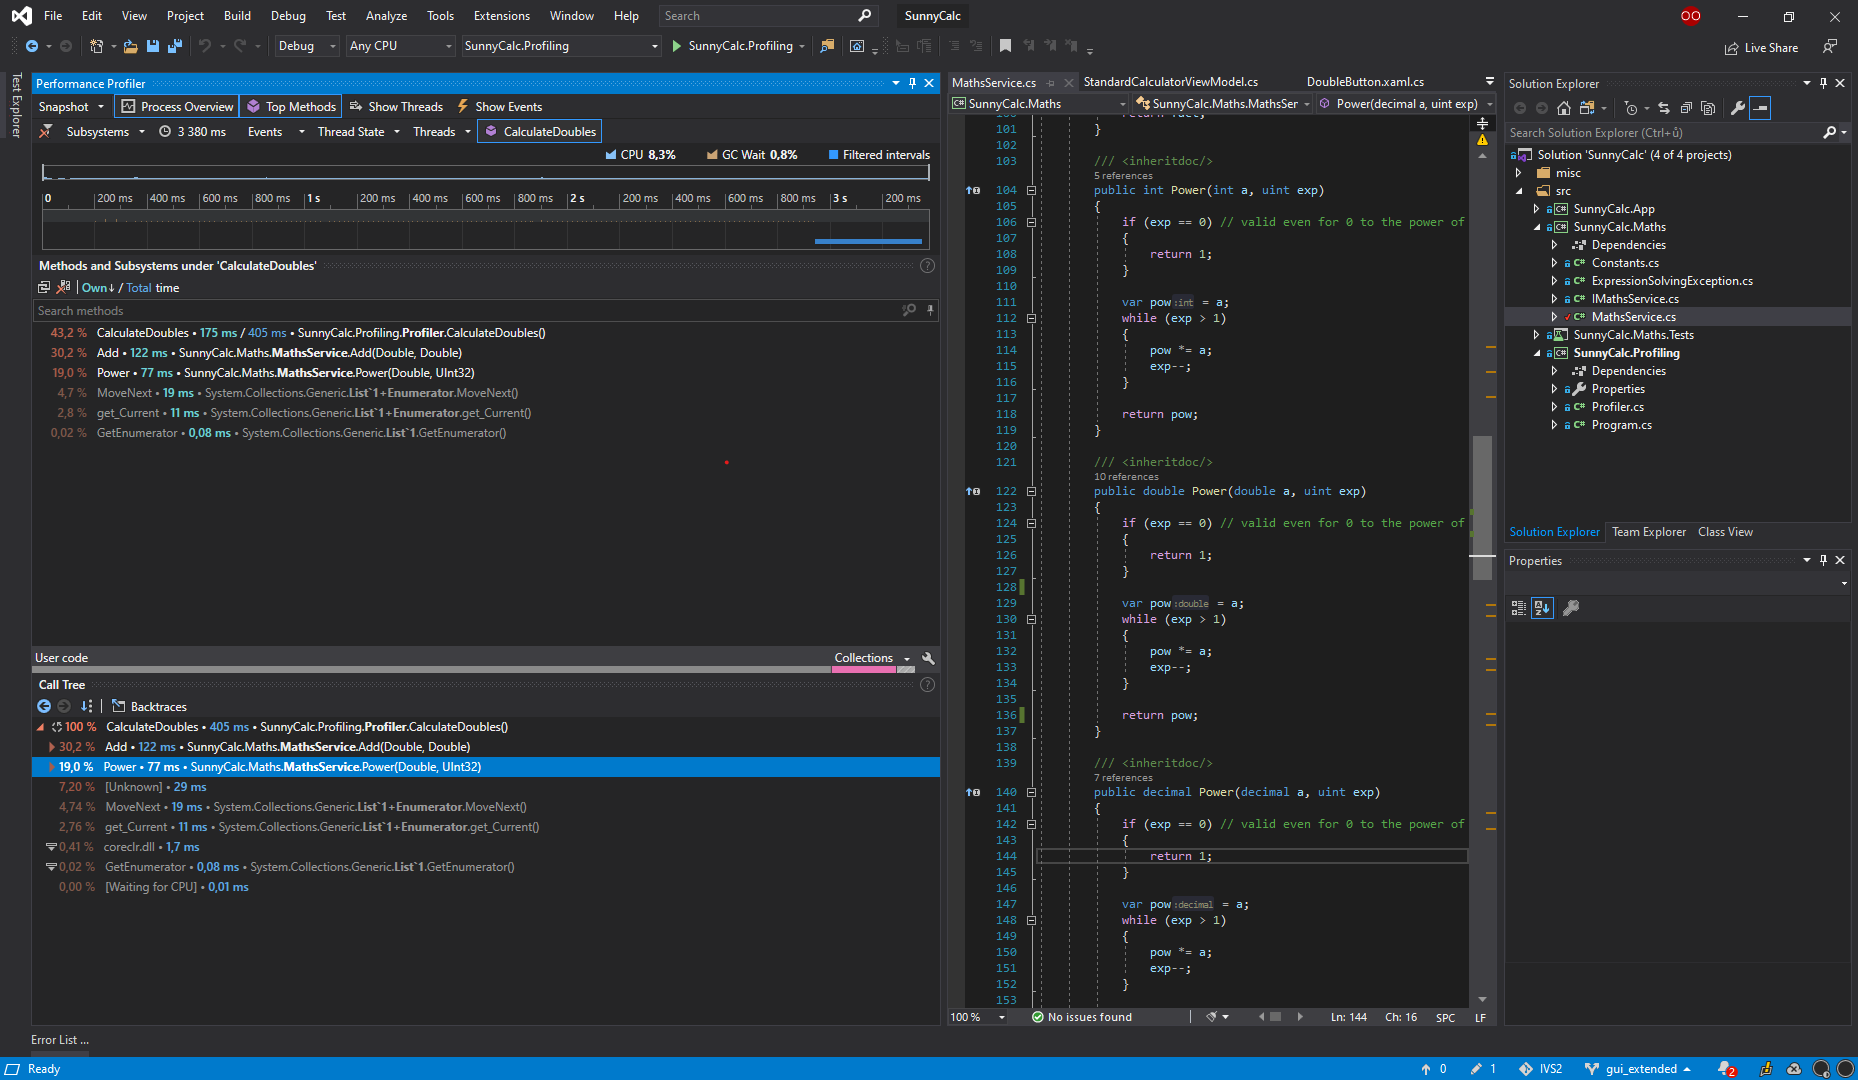 File Edit View Project Build Debug Test Analyze Tools Extensions Window Help Search SunnyCalc OO
Debug Any CPU SunnyCalc.Profiling SunnyCalc.Profiling Live Share
Test Explorer
Performance Profiler
Snapshot Process Overview Top Methods Show Threads Show Events
Subsystems 3 380 ms Events Thread State Threads CalculateDoubles
CPU 8,3% GC Wait 0,8% Filtered intervals
0 200 ms 400 ms 600 ms 800 ms 1 s 200 ms 400 ms 600 ms 800 ms 2 s 200 ms 400 ms 600 ms 800 ms 3 s 200 ms
Methods and Subsystems under 'CalculateDoubles'
Own↓ / Total time
Search methods
43,2 % CalculateDoubles • 175 ms / 405 ms • SunnyCalc.Profiling.Profiler.CalculateDoubles()
30,2 % Add • 122 ms • SunnyCalc.Maths.MathsService.Add(Double, Double)
19,0 % Power • 77 ms • SunnyCalc.Maths.MathsService.Power(Double, UInt32)
4,7 % MoveNext • 19 ms • System.Collections.Generic.List`1+Enumerator.MoveNext()
2,8 % get_Current • 11 ms • System.Collections.Generic.List`1+Enumerator.get_Current()
0,02 % GetEnumerator • 0,08 ms • System.Collections.Generic.List`1.GetEnumerator()
User code Collections
Call Tree
Backtraces
100 % CalculateDoubles • 405 ms • SunnyCalc.Profiling.Profiler.CalculateDoubles()
30,2 % Add • 122 ms • SunnyCalc.Maths.MathsService.Add(Double, Double)
19,0 % Power • 77 ms • SunnyCalc.Maths.MathsService.Power(Double, UInt32)
7,20 % [Unknown] • 29 ms
4,74 % MoveNext • 19 ms • System.Collections.Generic.List`1+Enumerator.MoveNext()
2,76 % get_Current • 11 ms • System.Collections.Generic.List`1+Enumerator.get_Current()
0,41 % coreclr.dll • 1,7 ms
0,02 % GetEnumerator • 0,08 ms • System.Collections.Generic.List`1.GetEnumerator()
0,00 % [Waiting for CPU] • 0,01 ms
MathsService.cs StandardCalculatorViewModel.cs DoubleButton.xaml.cs
SunnyCalc.Maths SunnyCalc.Maths.MathsSer Power(decimal a, uint exp)
101 }
102
103 /// <inheritdoc/>
5 references
104 public int Power(int a, uint exp)
105 {
106 if (exp == 0) // valid even for 0 to the power of
107 {
108 return 1;
109 }
110
111 var pow :int = a;
112 while (exp > 1)
113 {
114 pow *= a;
115 exp--;
116 }
117
118 return pow;
119 }
120
121 /// <inheritdoc/>
10 references
122 public double Power(double a, uint exp)
123 {
124 if (exp == 0) // valid even for 0 to the power of
125 {
126 return 1;
127 }
128
129 var pow :double = a;
130 while (exp > 1)
131 {
132 pow *= a;
133 exp--;
134 }
135
136 return pow;
137 }
138
139 /// <inheritdoc/>
7 references
140 public decimal Power(decimal a, uint exp)
141 {
142 if (exp == 0) // valid even for 0 to the power of
143 {
144 return 1;
145 }
146
147 var pow :decimal = a;
148 while (exp > 1)
149 {
150 pow *= a;
151 exp--;
152 }
153
100 % No issues found Ln: 144 Ch: 16 SPC LF
Solution Explorer
Search Solution Explorer (Ctrl+ů)
Solution 'SunnyCalc' (4 of 4 projects)
misc
src
C# SunnyCalc.App
C# SunnyCalc.Maths
Dependencies
C# Constants.cs
C# ExpressionSolvingException.cs
C# IMathsService.cs
C# MathsService.cs
SunnyCalc.Maths.Tests
C# SunnyCalc.Profiling
Dependencies
Properties
C# Profiler.cs
C# Program.cs
Solution Explorer Team Explorer Class View
Properties
Error List ...
Ready 0 1 IVS2 gui_extended 2